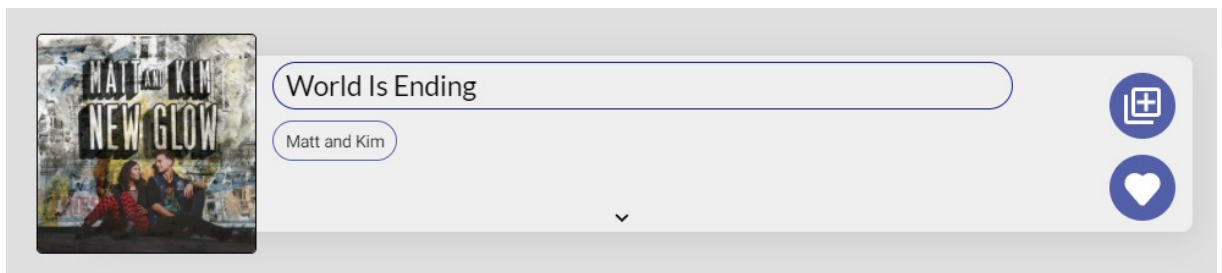 MATT AND KIM
NEW GLOW
World Is Ending
Matt and Kim